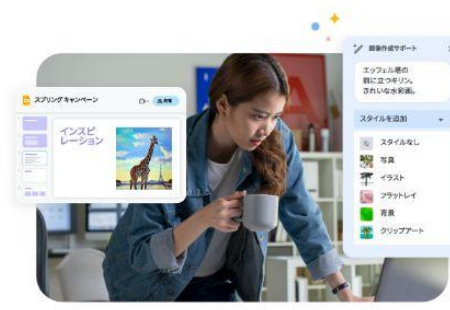 スプリング キャンペーン
共有
インスピ
レーション
画像作成サポート
エッフェル塔の
前に立つキリン。
きれいな水彩画。
スタイルを追加
スタイルなし
写真
イラスト
フラットレイ
背景
クリップアート